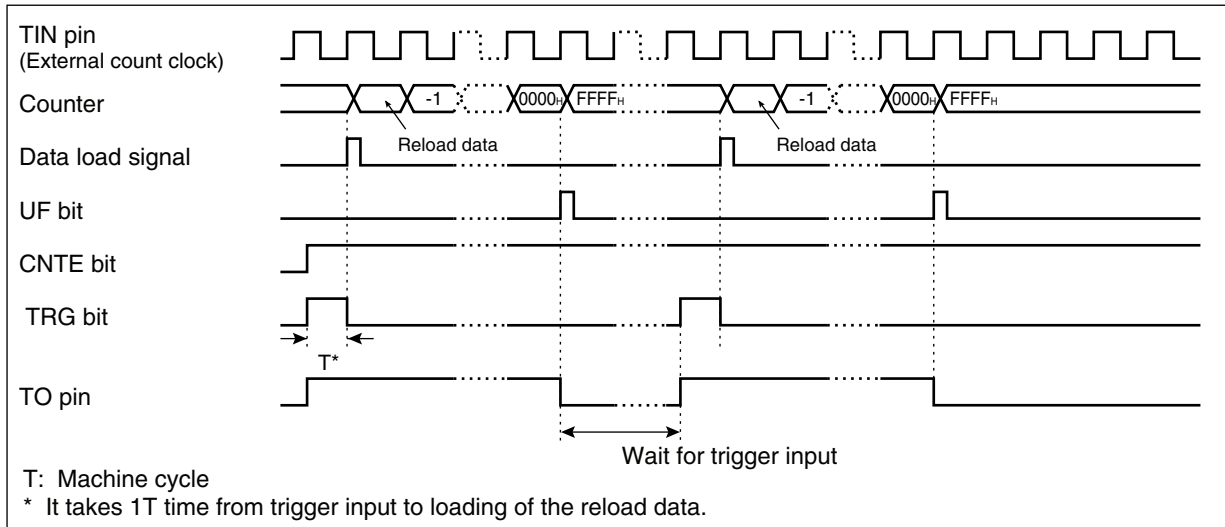 TIN pin
(External count clock)
Counter
-1
0000H
FFFFH
-1
0000H
FFFFH
Reload data
Reload data
Data load signal
UF bit
CNTE bit
TRG bit
T*
TO pin
Wait for trigger input
T: Machine cycle
* It takes 1T time from trigger input to loading of the reload data.